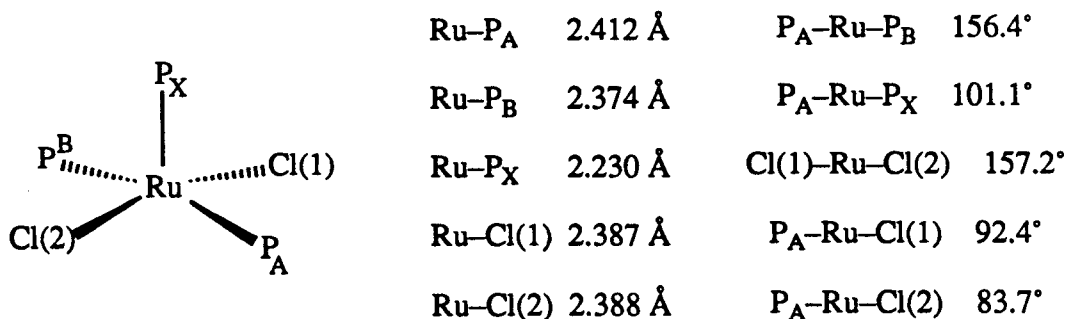 Ru–P_A 2.412 Å P_A–Ru–P_B 156.4°
P_X
Ru–P_B 2.374 Å P_A–Ru–P_X 101.1°
P^B
Ru–P_X 2.230 Å Cl(1)–Ru–Cl(2) 157.2°
Cl(1)
Ru
Cl(2)
Ru–Cl(1) 2.387 Å P_A–Ru–Cl(1) 92.4°
P_A
Ru–Cl(2) 2.388 Å P_A–Ru–Cl(2) 83.7°